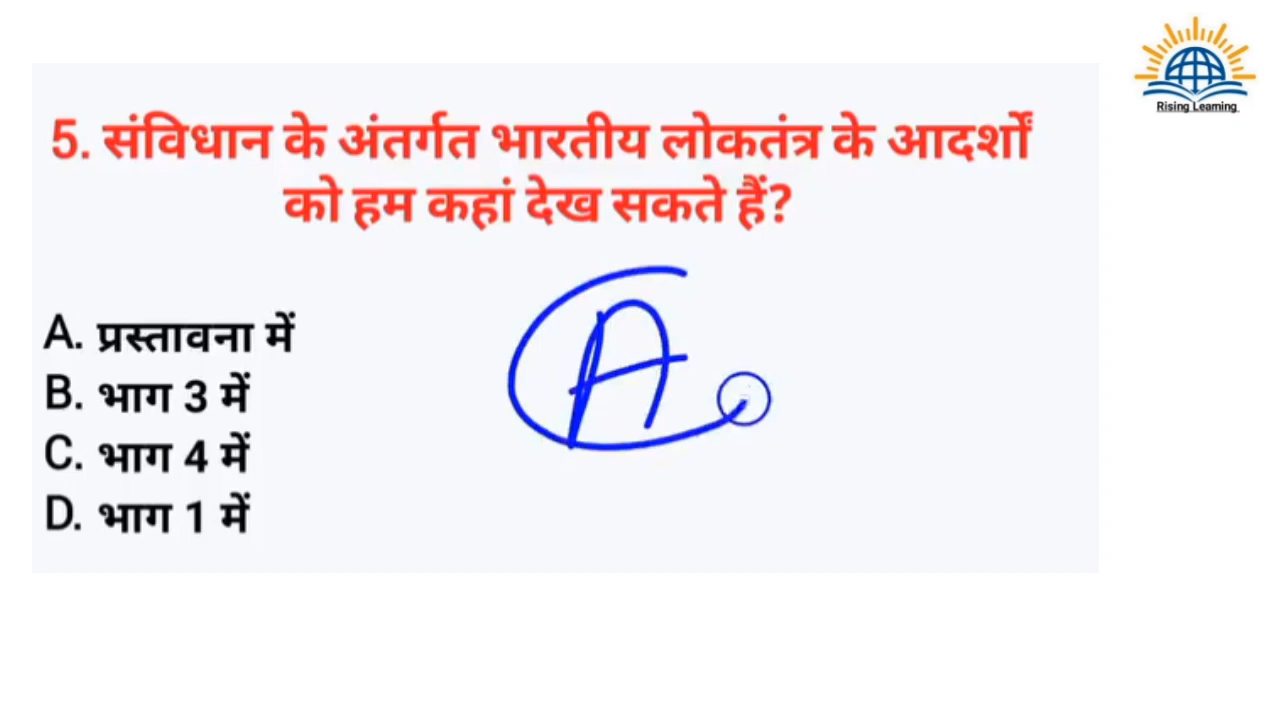 Rising Learning
5. संविधान के अंतर्गत भारतीय लोकतंत्र के आदर्शों
को हम कहां देख सकते हैं?
A. प्रस्तावना में
B. भाग 3 में
C. भाग 4 में
D. भाग 1 में
A